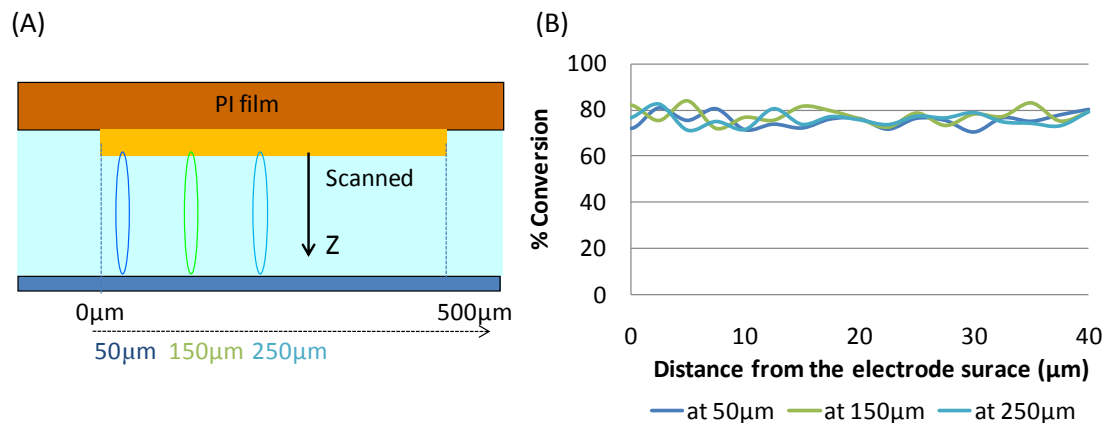 (A)
PI film
Scanned
Z
0µm 500µm
50µm 150µm 250µm
(B)
% Conversion
100
80
60
40
20
0
0 10 20 30 40
Distance from the electrode surace (µm)
at 50µm at 150µm at 250µm